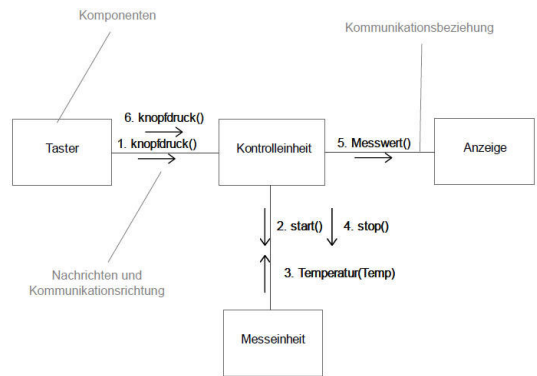 Komponenten
Kommunikationsbeziehung
6. knopfdruck()
1. knopfdruck()
5. Messwert()
Taster
Kontrolleinheit
Anzeige
2. start()
4. stop()
3. Temperatur(Temp)
Nachrichten und
Kommunikationsrichtung
Messeinheit